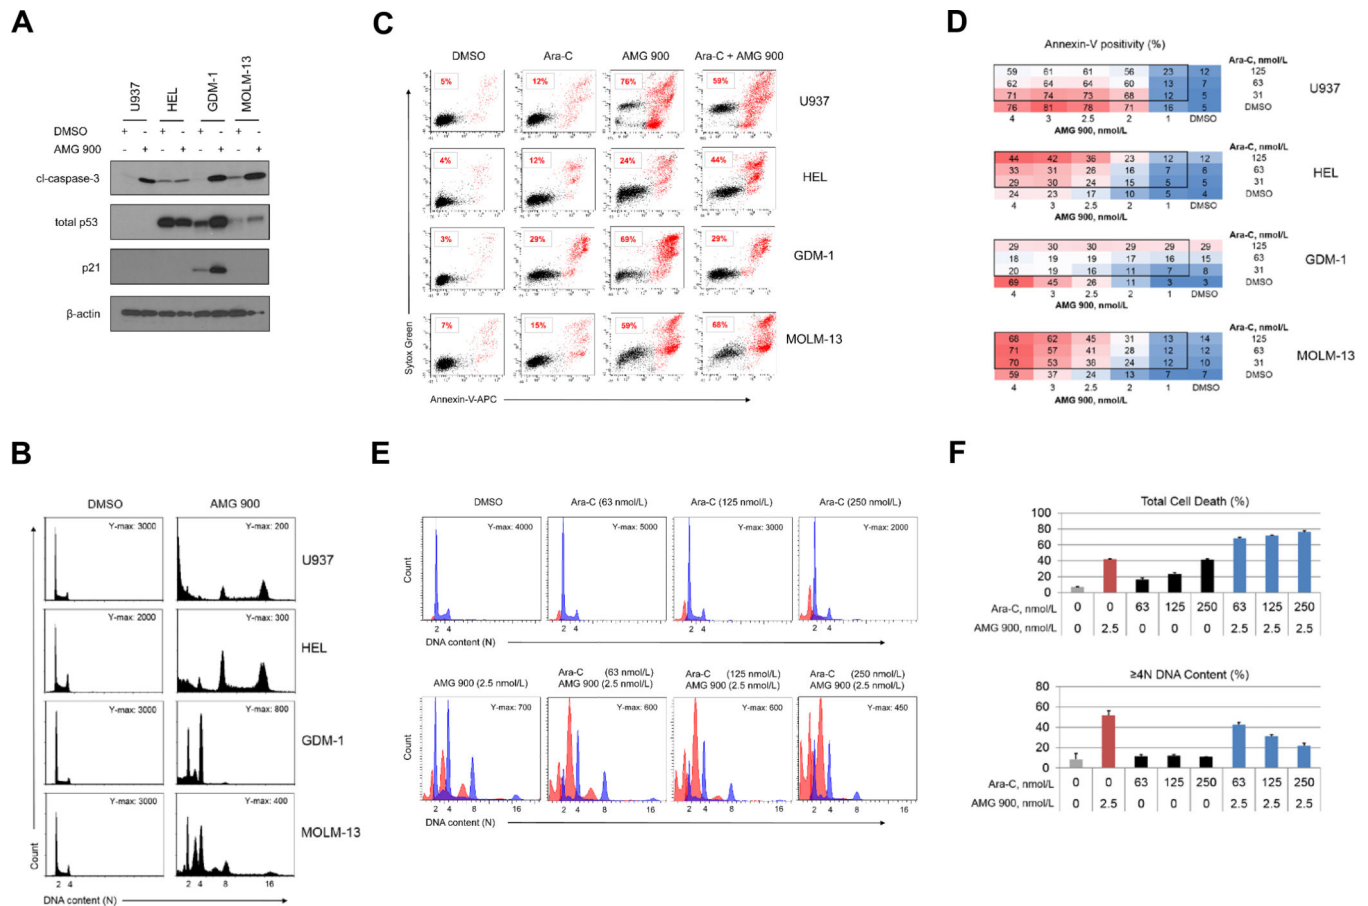 A
U937
HEL
GDM-1
MOLM-13
DMSO + - + - + - + -
AMG 900 - + - + - + - +
cl-caspase-3
total p53
p21
β-actin
B
DMSO
AMG 900
Y-max: 3000
Y-max: 200
U937
Y-max: 2000
Y-max: 300
HEL
Y-max: 3000
Y-max: 800
GDM-1
Y-max: 3000
Y-max: 400
MOLM-13
Count
2 4
2 4 8 16
DNA content (N)
C
DMSO
Ara-C
AMG 900
Ara-C + AMG 900
5%
12%
76%
59%
U937
4%
12%
24%
44%
HEL
3%
29%
69%
29%
GDM-1
7%
15%
59%
68%
MOLM-13
Sytox Green
Annexin-V-APC
D
Annexin-V positivity (%)
Ara-C, nmol/L
59 61 61 56 23 12 125
62 64 64 60 13 7 63
71 74 73 68 12 5 31
76 81 78 71 16 5 DMSO
4 3 2.5 2 1 DMSO
AMG 900, nmol/L
U937
Ara-C, nmol/L
44 42 36 23 12 12 125
33 31 26 16 7 6 63
29 30 24 15 5 5 31
24 23 17 10 5 4 DMSO
4 3 2.5 2 1 DMSO
AMG 900, nmol/L
HEL
Ara-C, nmol/L
29 30 30 29 29 29 125
18 19 19 17 16 15 63
20 19 16 11 7 8 31
69 45 26 11 3 3 DMSO
4 3 2.5 2 1 DMSO
AMG 900, nmol/L
GDM-1
Ara-C, nmol/L
68 62 45 31 13 14 125
71 57 41 28 12 12 63
70 53 38 24 12 10 31
59 37 24 13 7 7 DMSO
4 3 2.5 2 1 DMSO
AMG 900, nmol/L
MOLM-13
E
DMSO
Ara-C (63 nmol/L)
Ara-C (125 nmol/L)
Ara-C (250 nmol/L)
Y-max: 4000
Y-max: 5000
Y-max: 3000
Y-max: 2000
Count
2 4
2 4
2 4
2 4
DNA content (N)
AMG 900 (2.5 nmol/L)
Ara-C (63 nmol/L)
AMG 900 (2.5 nmol/L)
Ara-C (125 nmol/L)
AMG 900 (2.5 nmol/L)
Ara-C (250 nmol/L)
AMG 900 (2.5 nmol/L)
Y-max: 700
Y-max: 600
Y-max: 600
Y-max: 450
Count
2 4 8 16
2 4 8 16
2 4 8 16
2 4 8 16
DNA content (N)
F
Total Cell Death (%)
100
80
60
40
20
0
Ara-C, nmol/L 0 0 63 125 250 63 125 250
AMG 900, nmol/L 0 2.5 0 0 0 2.5 2.5 2.5
≥4N DNA Content (%)
80
60
40
20
0
Ara-C, nmol/L 0 0 63 125 250 63 125 250
AMG 900, nmol/L 0 2.5 0 0 0 2.5 2.5 2.5